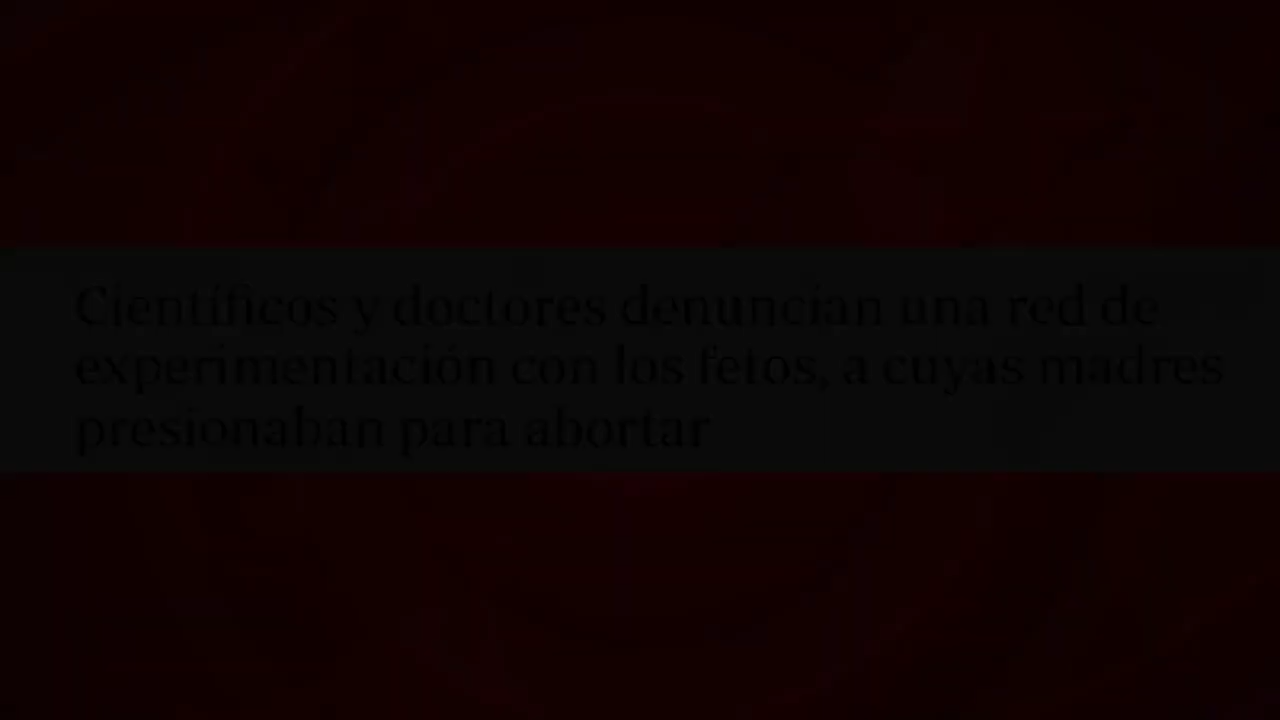 Científicos y doctores denuncian una red de
experimentación con los fetos, a cuyas madres
presionaban para abortar